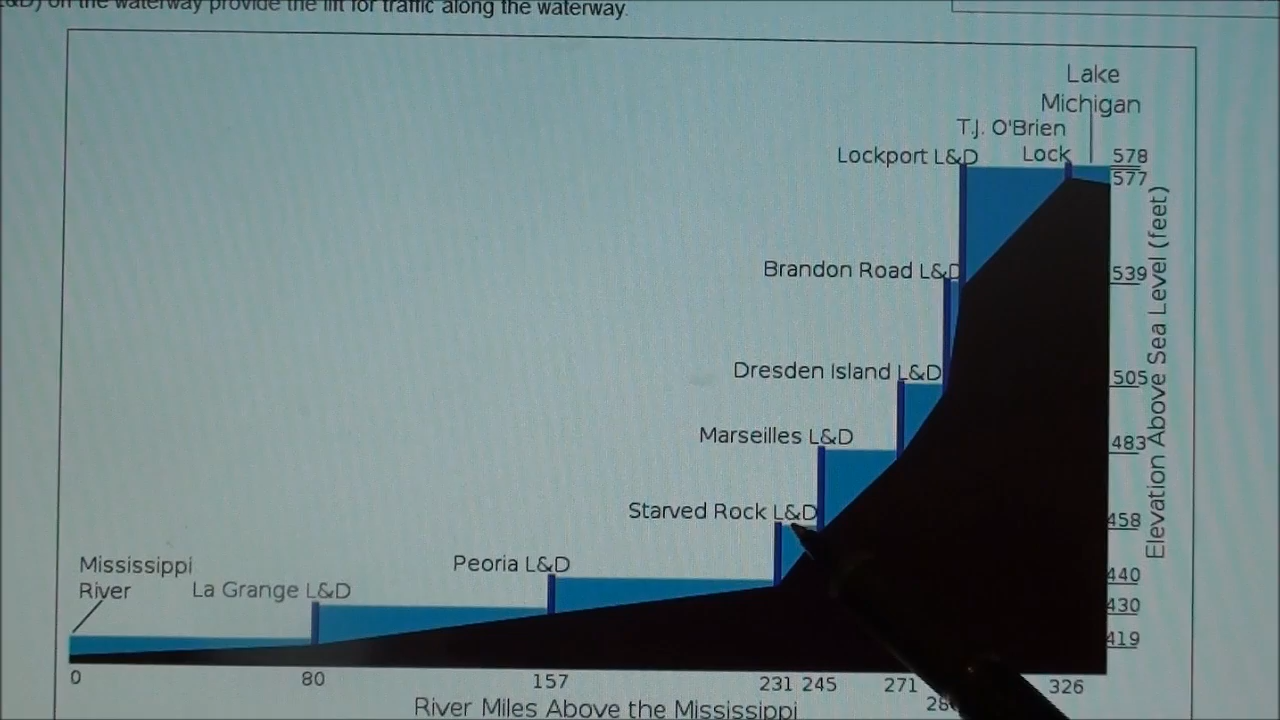 on the waterway provide the lift for traffic along the waterway.
Lake
Michigan
T.J. O'Brien
Lock
Lockport L&D
578
577
Brandon Road L&D
539
Dresden Island L&D
505
Marseilles L&D
483
Starved Rock L&D
458
Peoria L&D
440
Mississippi
River
La Grange L&D
430
419
Elevation Above Sea Level (feet)
0 80 157 231 245 271 326
River Miles Above the Mississippi